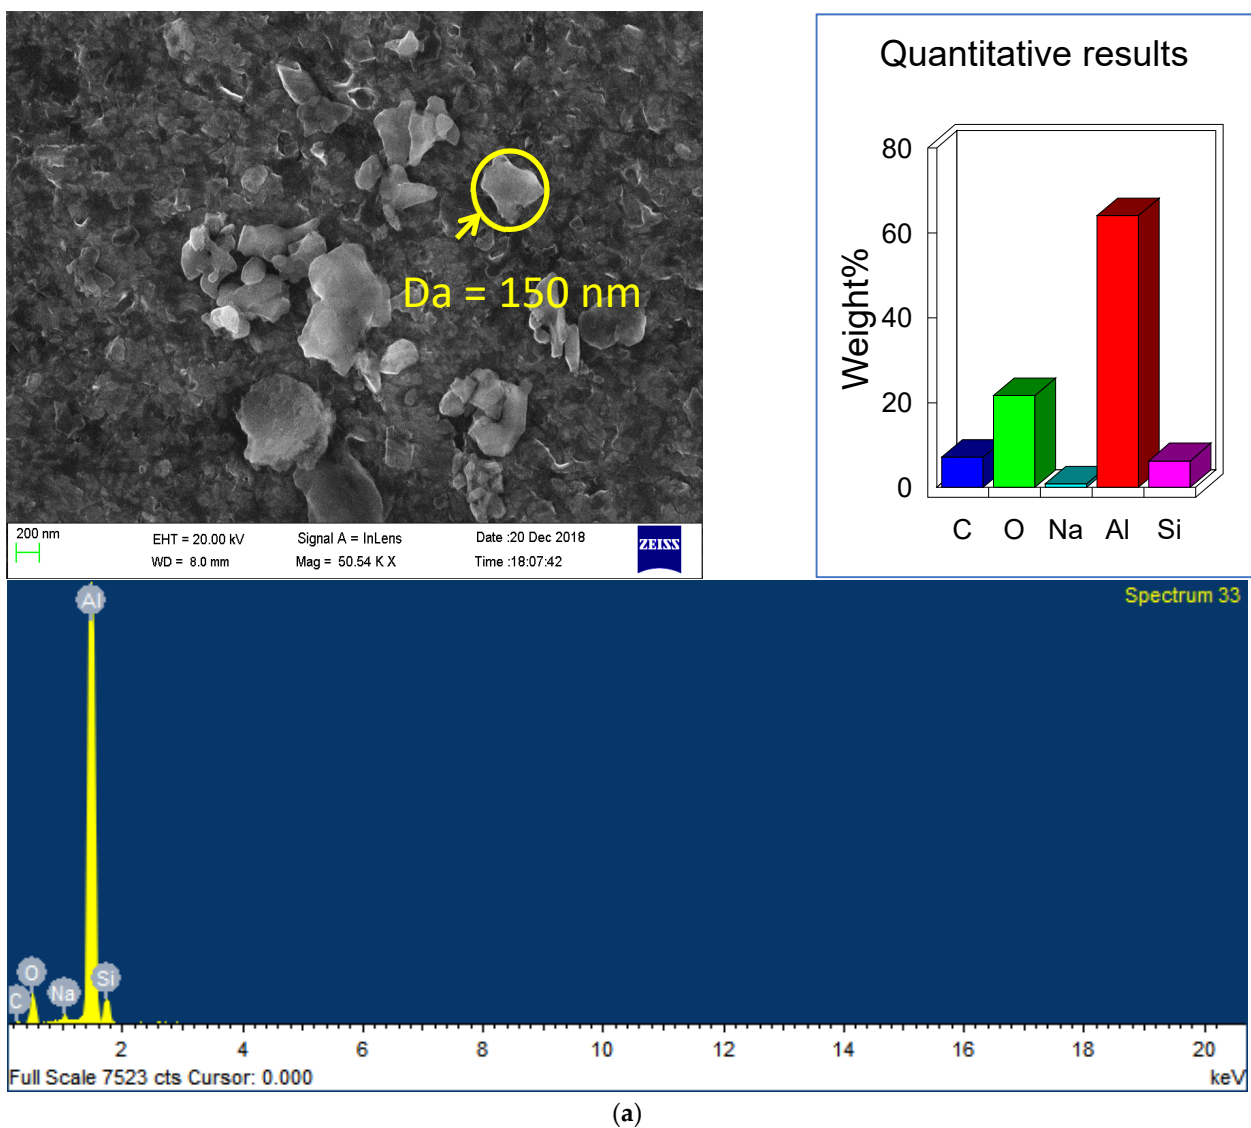 Da = 150 nm
200 nm
EHT = 20.00 kV
Signal A = InLens
Date :20 Dec 2018
WD = 8.0 mm
Mag = 50.54 K X
Time :18:07:42
ZEISS
Quantitative results
Weight%
80
60
40
20
0
C O Na Al Si
Spectrum 33
Al
O
Na
Si
C
2 4 6 8 10 12 14 16 18 20
Full Scale 7523 cts Cursor: 0.000
keV
(a)